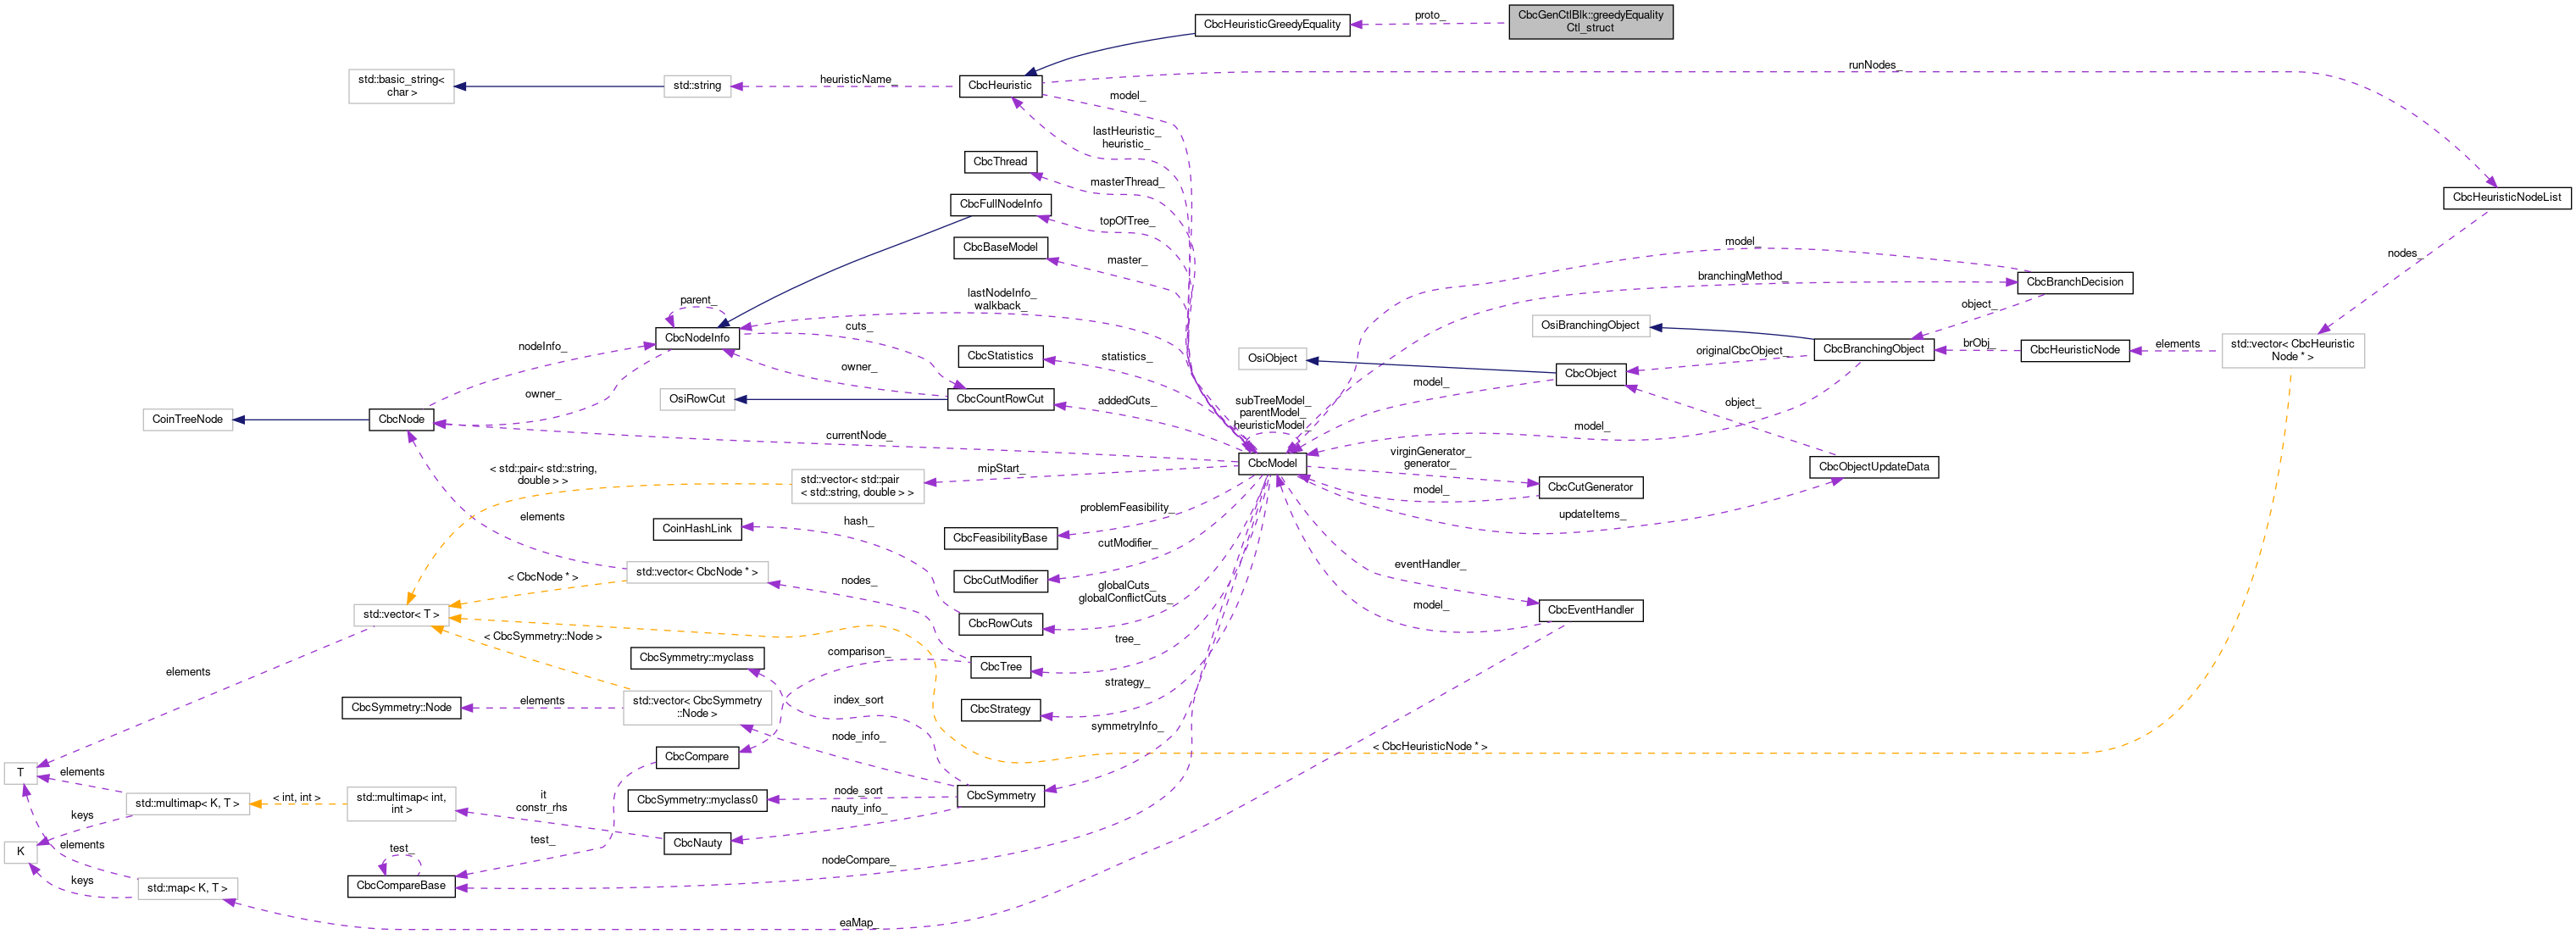 CbcGenCtlBlk::greedyEquality
Ctl_struct
proto_
CbcHeuristicGreedyEquality
runNodes_
std::basic_string<
char >
std::string
heuristicName_
CbcHeuristic
model_
lastHeuristic_
heuristic_
CbcThread
masterThread_
CbcHeuristicNodeList
CbcFullNodeInfo
topOfTree_
CbcBaseModel
master_
model_
nodes_
branchingMethod_
CbcBranchDecision
lastNodeInfo_
walkback_
parent_
object_
CbcNodeInfo
cuts_
OsiBranchingObject
nodeInfo_
CbcStatistics
statistics_
OsiObject
originalCbcObject_
CbcBranchingObject
brObj_
CbcHeuristicNode
elements
std::vector< CbcHeuristic
Node * >
owner_
CbcObject
model_
owner_
OsiRowCut
CbcCountRowCut
addedCuts_
subTreeModel_
parentModel_
heuristicModel_
object_
CoinTreeNode
CbcNode
currentNode_
model_
CbcModel
virginGenerator_
generator_
CbcObjectUpdateData
< std::pair< std::string,
double > >
std::vector< std::pair
< std::string, double > >
mipStart_
model_
CbcCutGenerator
problemFeasibility_
updateItems_
elements
CoinHashLink
hash_
CbcFeasibilityBase
cutModifier_
eventHandler_
std::vector< CbcNode * >
< CbcNode * >
nodes_
CbcCutModifier
globalCuts_
globalConflictCuts_
model_
CbcEventHandler
std::vector< T >
CbcRowCuts
< CbcSymmetry::Node >
tree_
CbcSymmetry::myclass
comparison_
CbcTree
elements
strategy_
CbcSymmetry::Node
elements
std::vector< CbcSymmetry
::Node >
index_sort
CbcStrategy
symmetryInfo_
node_info_
< CbcHeuristicNode * >
CbcCompare
T
elements
std::multimap< K, T >
< int, int >
std::multimap< int,
int >
it
constr_rhs
CbcSymmetry::myclass0
node_sort
CbcSymmetry
nauty_info_
keys
K
elements
test_
CbcNauty
test_
nodeCompare_
keys
std::map< K, T >
CbcCompareBase
eaMap_